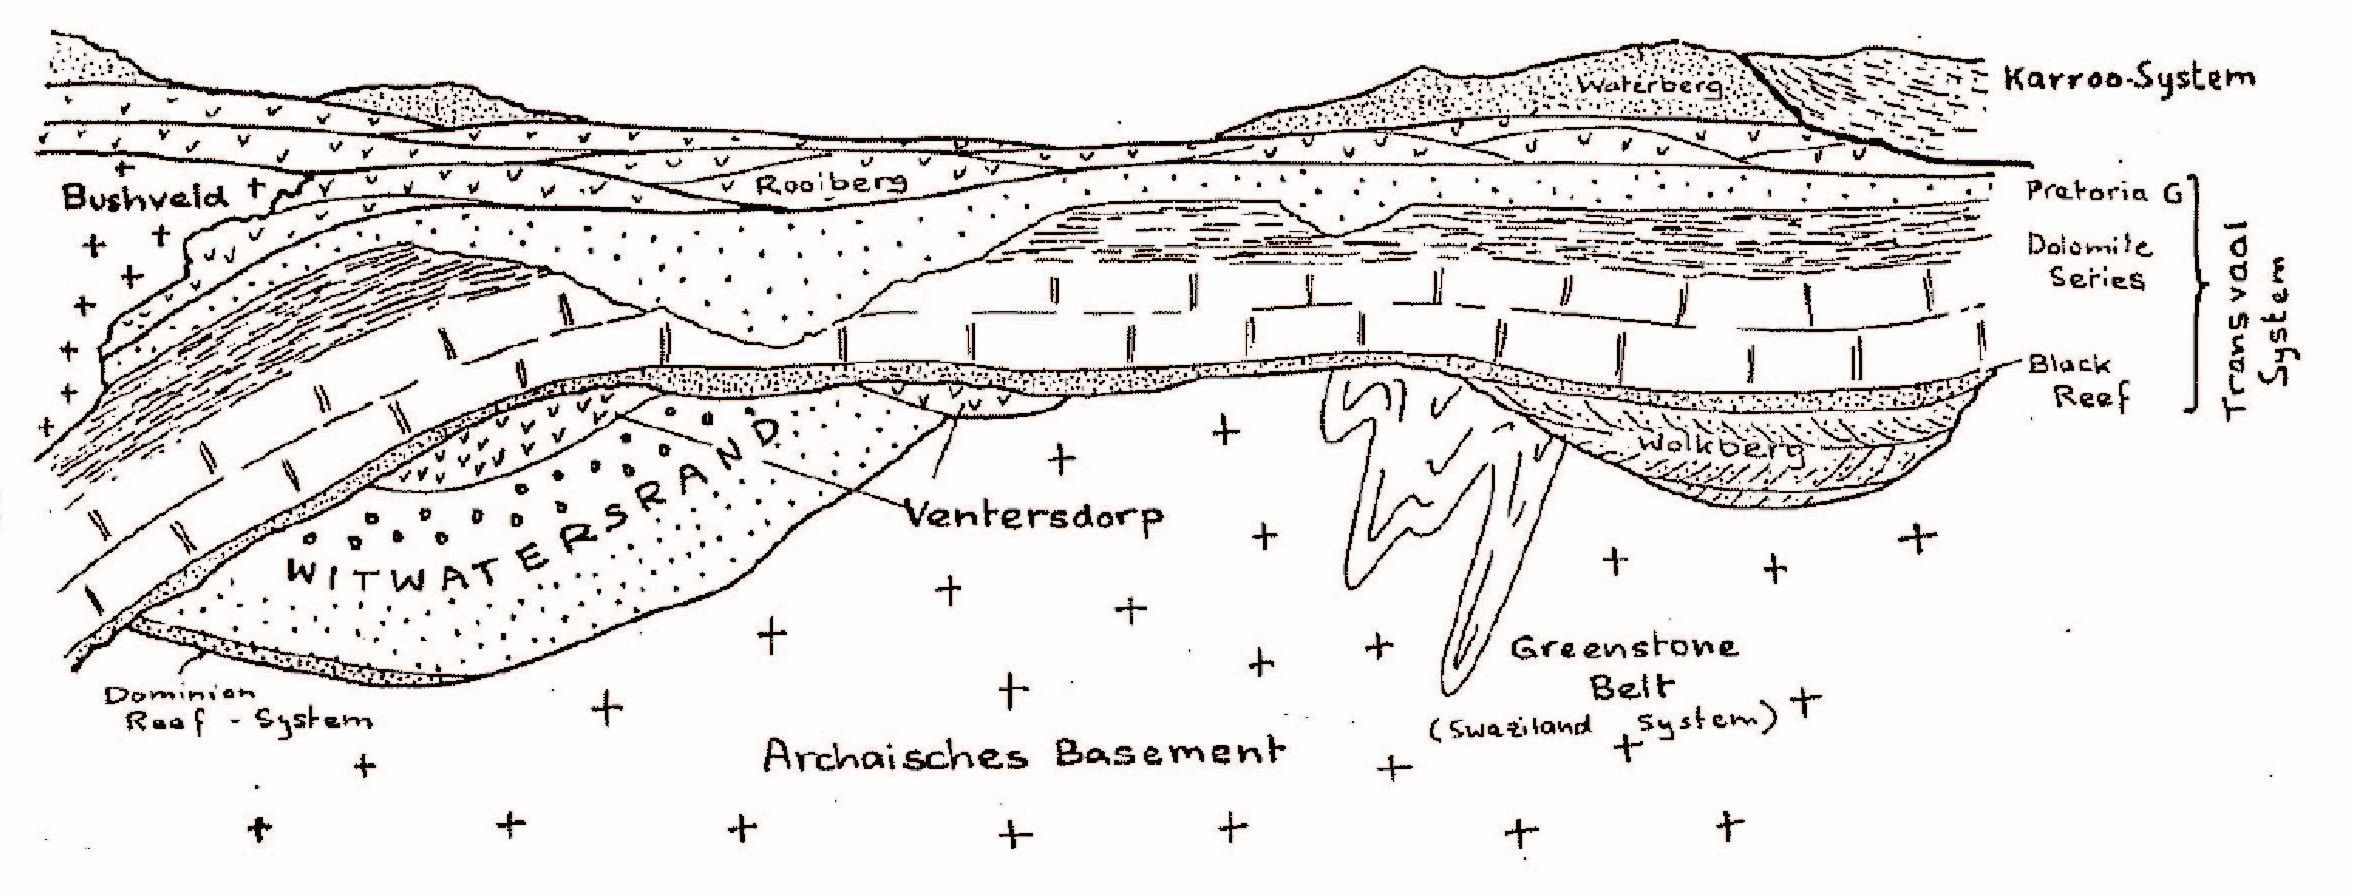 Waterberg
Karroo-System
Bushveld
Rooiberg
Pretoria G
Dolomite
Series
Transvaal
System
Black
Reef
WITWATERSRAND
Wolkberg
Ventersdorp
Dominion
Reef - System
Greenstone
Belt
(Swaziland System)
Archaisches Basement